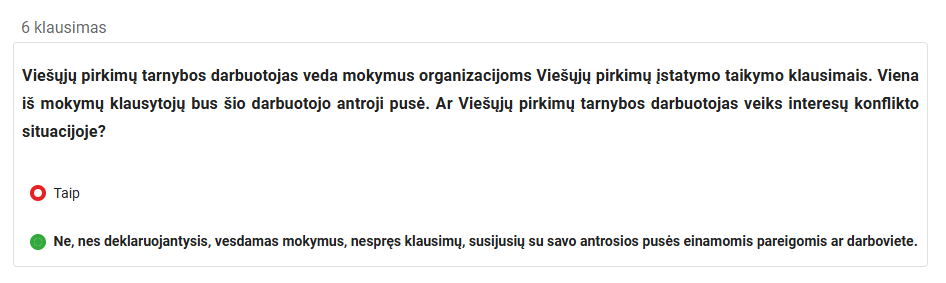 6 klausimas
Viešųjų pirkimų tarnybos darbuotojas veda mokymus organizacijoms Viešųjų pirkimų įstatymo taikymo klausimais. Viena
iš mokymų klausytojų bus šio darbuotojo antroji pusė. Ar Viešųjų pirkimų tarnybos darbuotojas veiks interesų konflikto
situacijoje?
Taip
Ne, nes deklaruojantysis, vesdamas mokymus, nespręs klausimų, susijusių su savo antrosios pusės einamomis pareigomis ar darboviete.